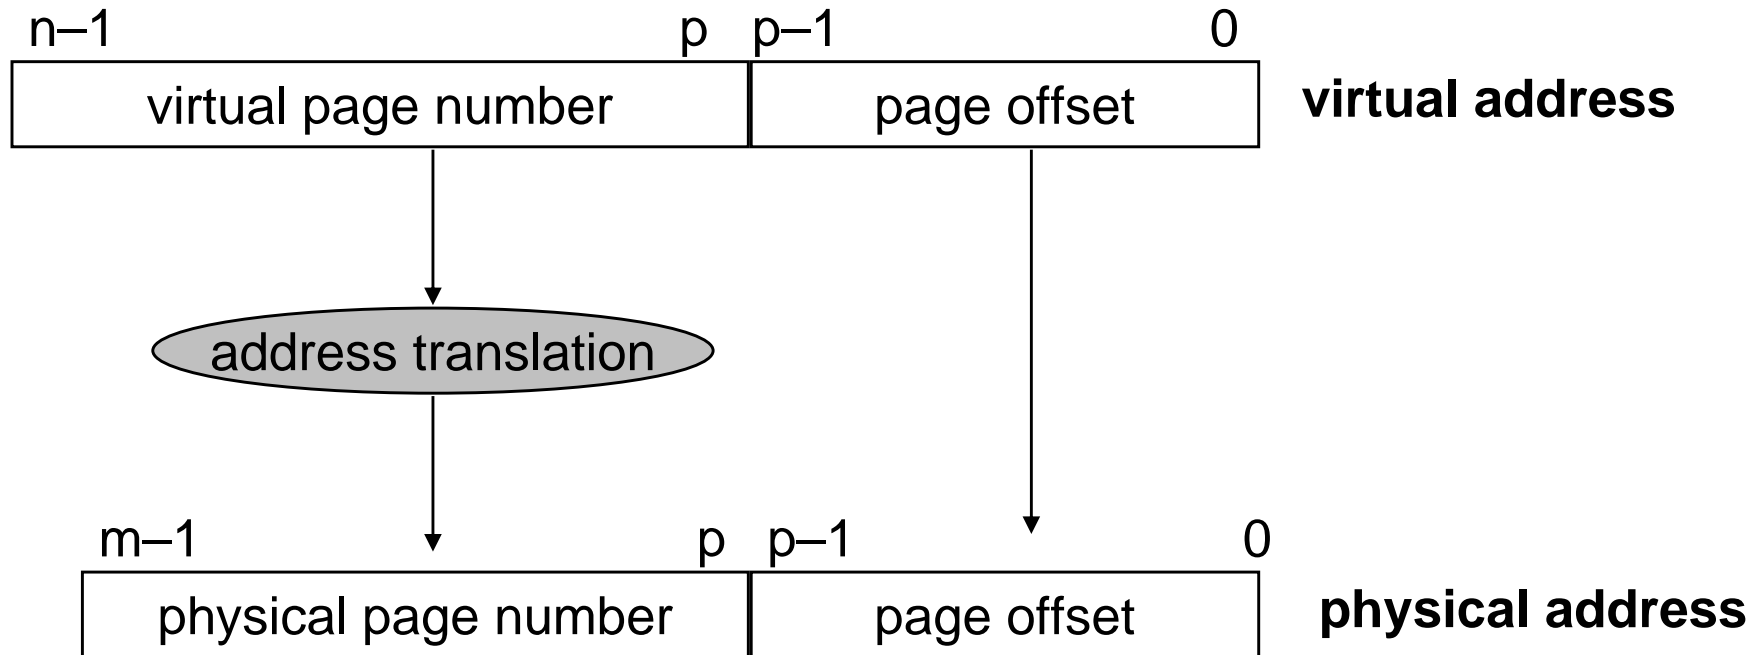 n–1 p p–1 0
virtual page number page offset virtual address
address translation
m–1 p p–1 0
physical page number page offset physical address